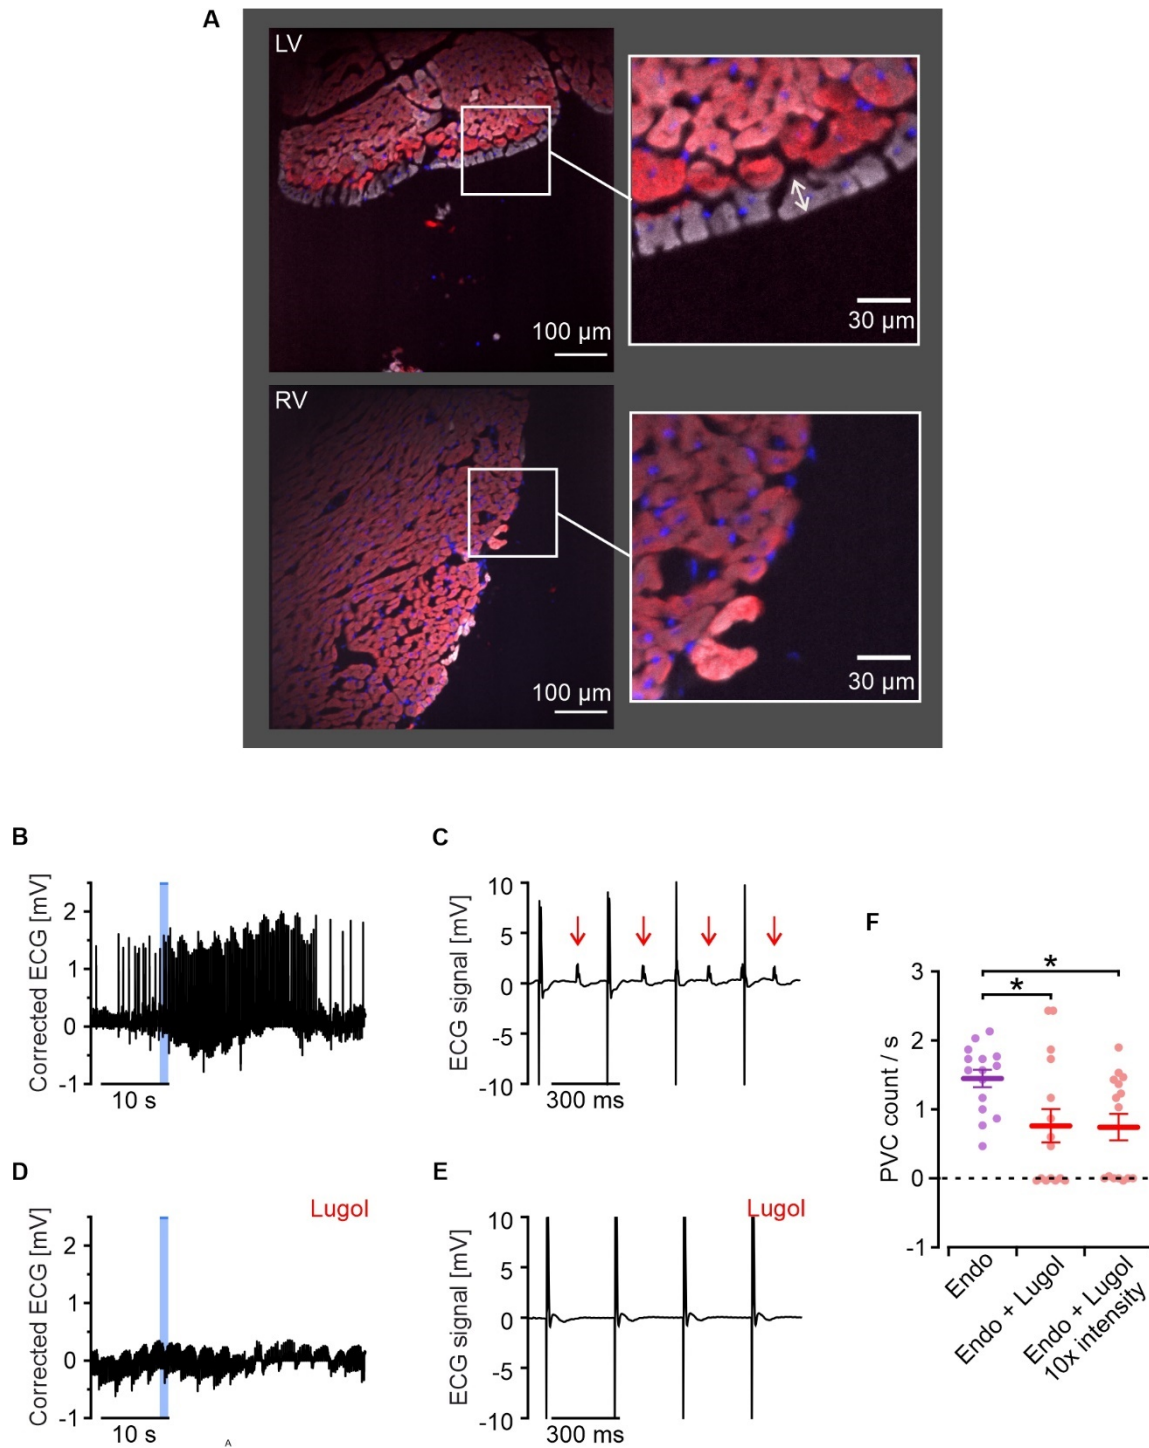 A
LV
100 µm
30 µm
RV
100 µm
30 µm
B
Corrected ECG [mV]
2
1
0
-1
10 s
C
ECG signal [mV]
10
5
0
-5
-10
300 ms
D
Lugol
Corrected ECG [mV]
2
1
0
-1
10 s
A
E
Lugol
ECG signal [mV]
10
5
0
-5
-10
300 ms
F
PVC count / s
3
2
1
0
-1
*
*
Endo
Endo + Lugol
Endo + Lugol
10x intensity